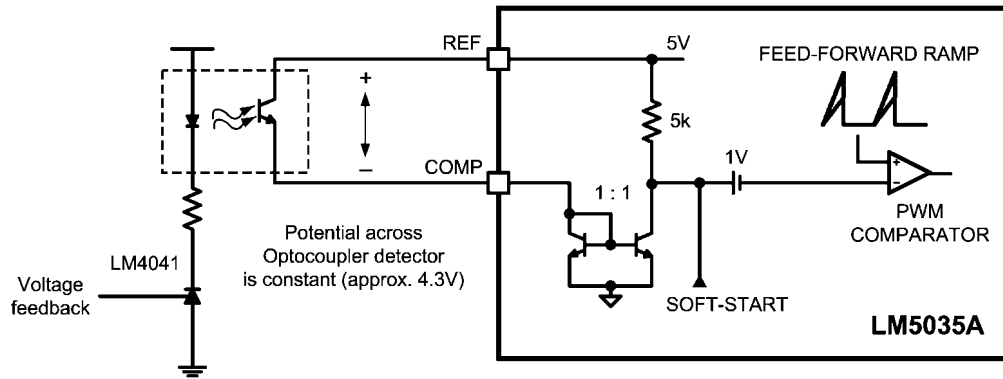 REF
5V
FEED-FORWARD RAMP
+
5k
1V
COMP
–
1 : 1
+
–
PWM
COMPARATOR
Potential across
Optocoupler detector
is constant (approx. 4.3V)
LM4041
Voltage
feedback
SOFT-START
LM5035A